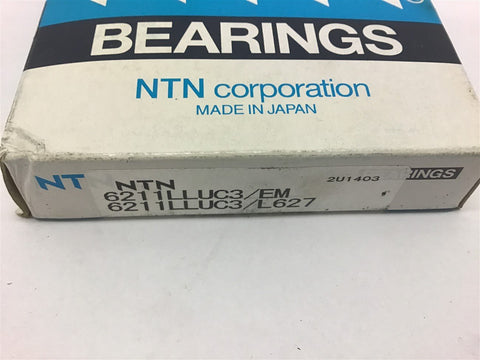 BEARINGS
NTN corporation
MADE IN JAPAN
NT NTN 2U1403 RINGS
6211LLUC3/EM
6211LLUC3/L627